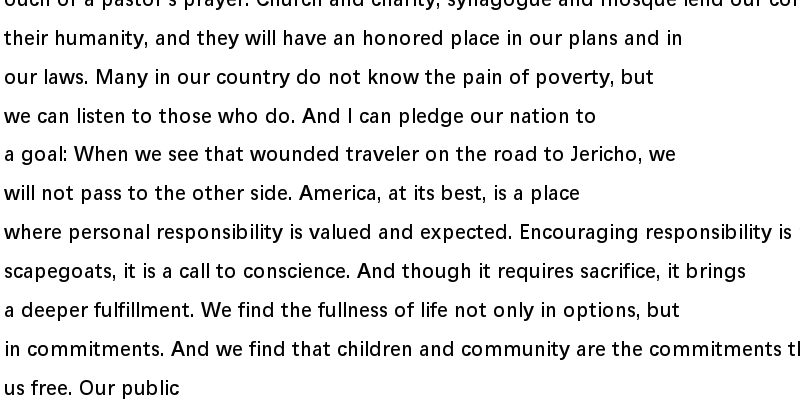 of a pastor's prayer. Church and charity, synagogue and mosque lend our
their humanity, and they will have an honored place in our plans and in
our laws. Many in our country do not know the pain of poverty, but
we can listen to those who do. And I can pledge our nation to
a goal: When we see that wounded traveler on the road to Jericho, we
will not pass to the other side. America, at its best, is a place
where personal responsibility is valued and expected. Encouraging responsibility is
scapegoats, it is a call to conscience. And though it requires sacrifice, it brings
a deeper fulfillment. We find the fullness of life not only in options, but
in commitments. And we find that children and community are the commitments
us free. Our public